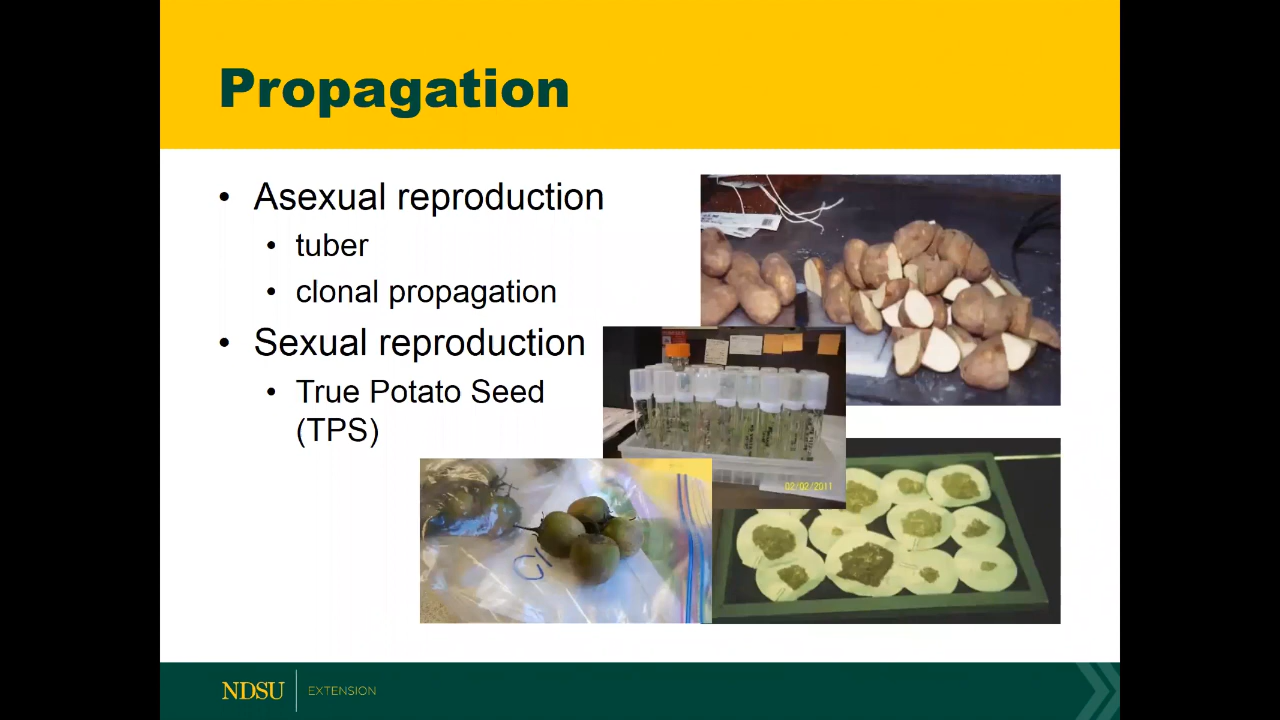 Propagation
• Asexual reproduction
• tuber
• clonal propagation
• Sexual reproduction
• True Potato Seed
(TPS)
02/02/2011
NDSU
EXTENSION